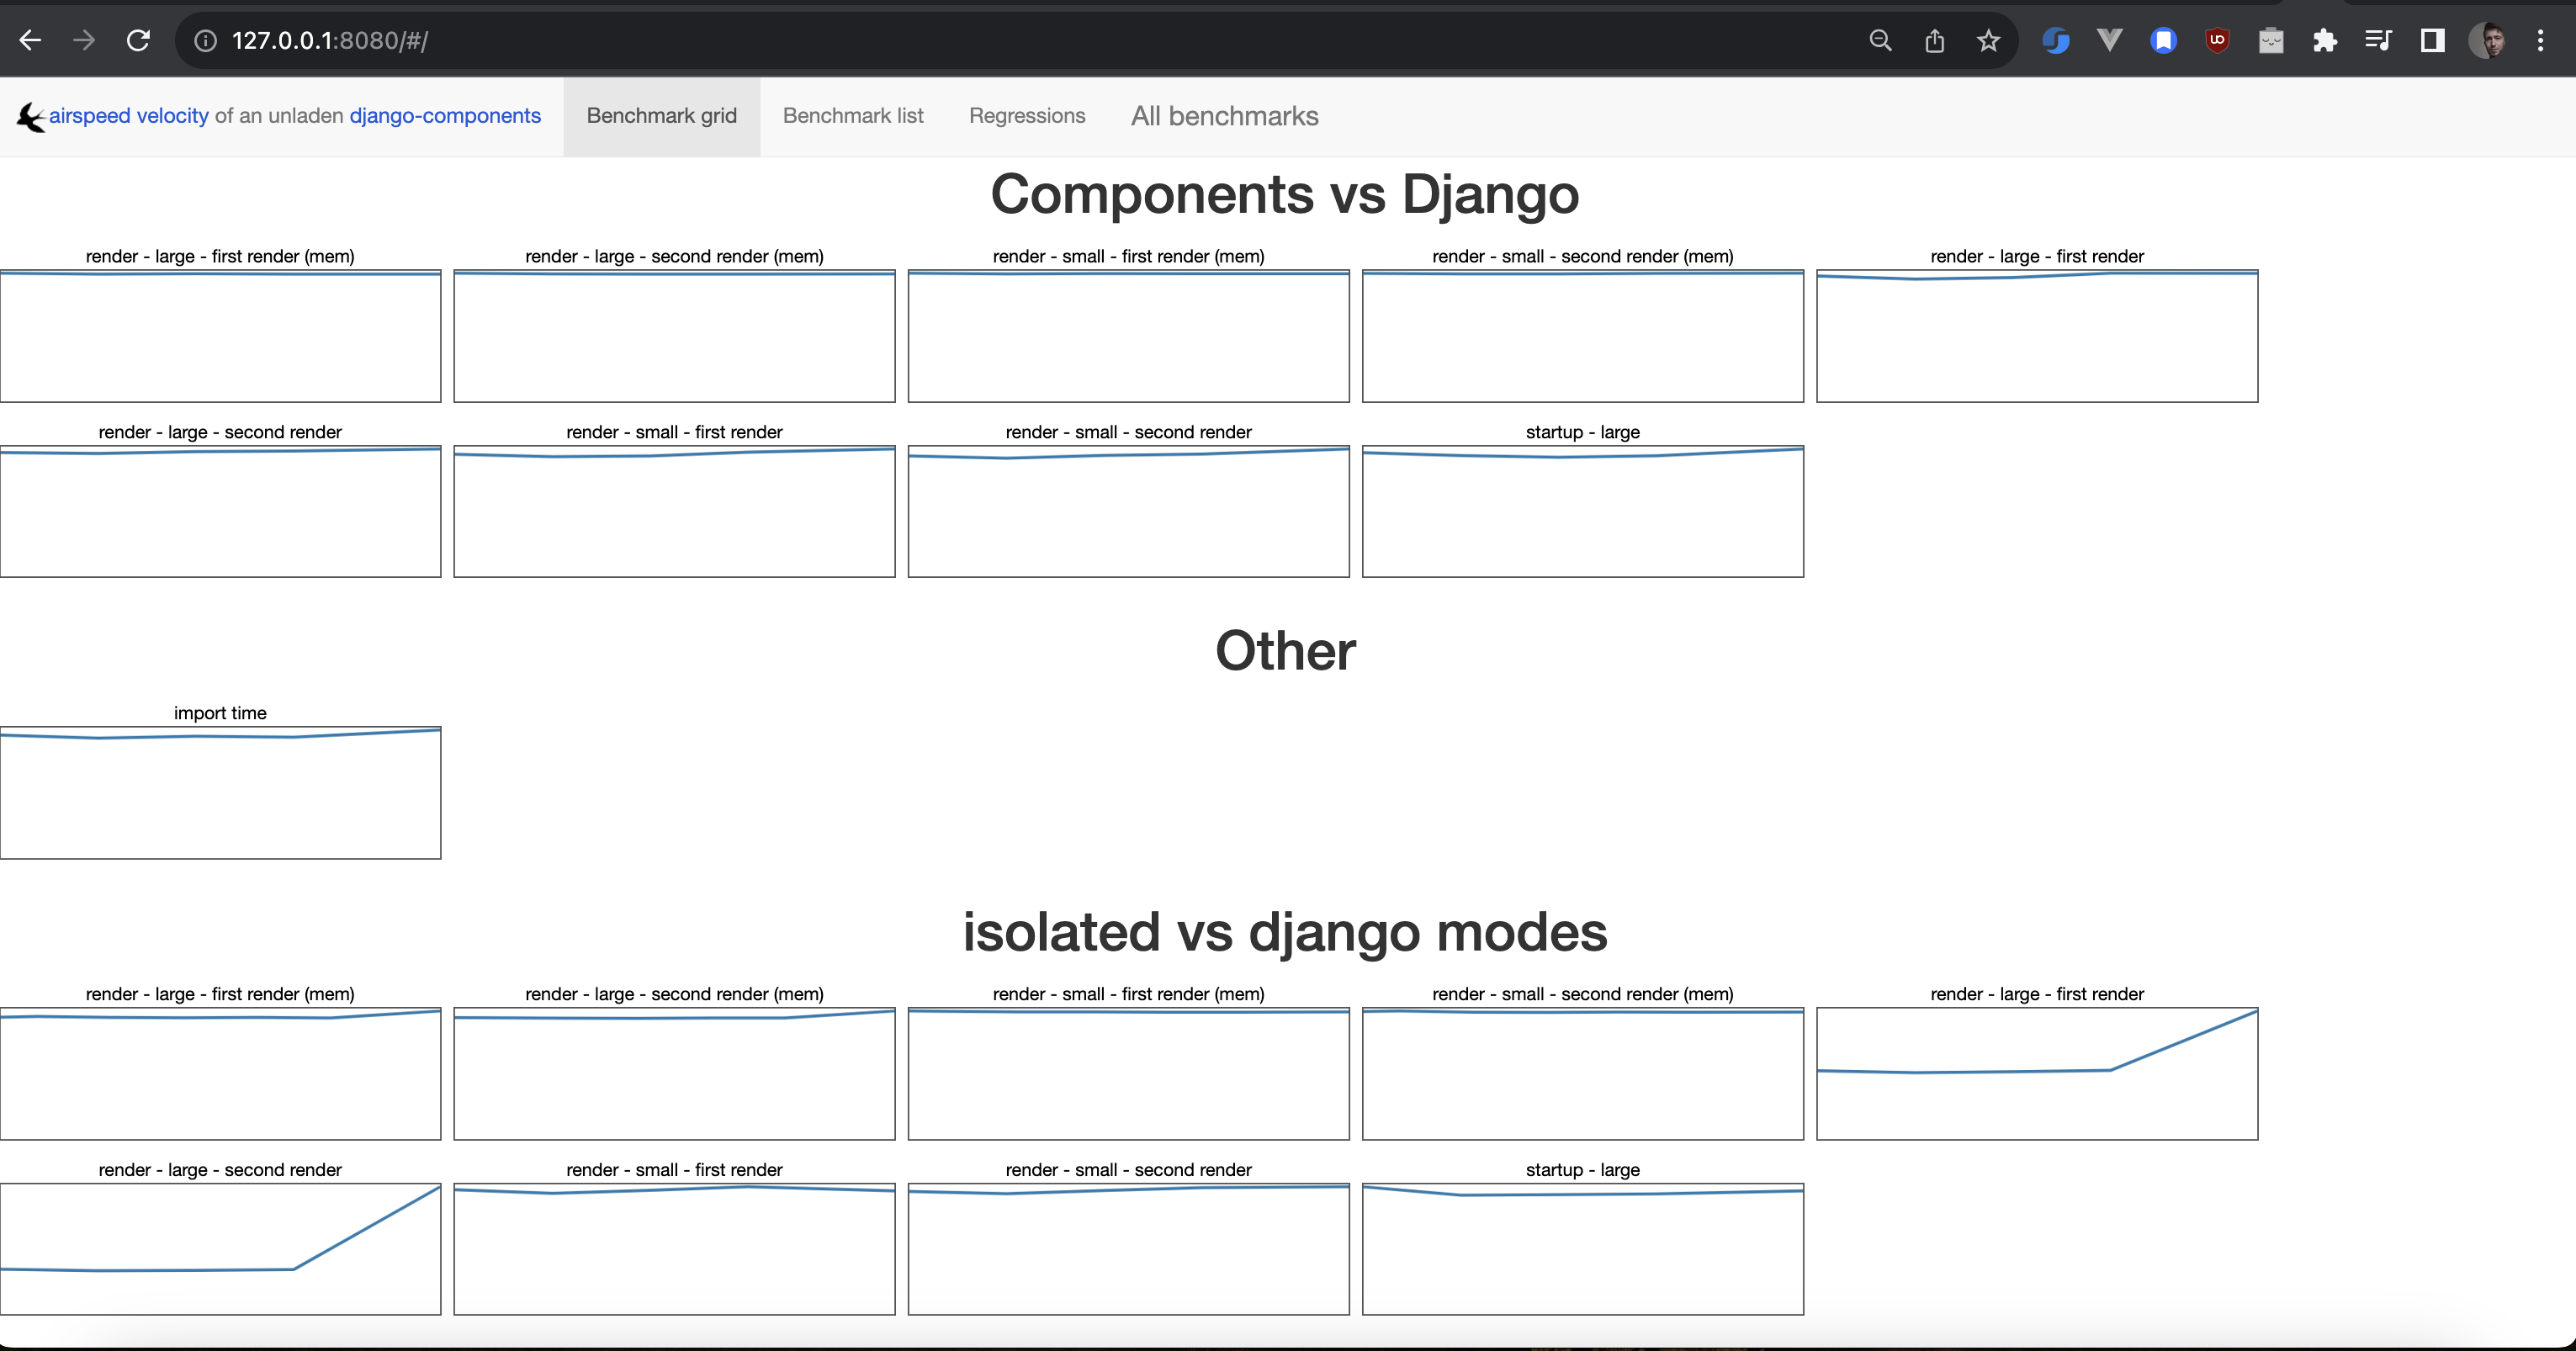 127.0.0.1:8080/#/
airspeed velocity of an unladen django-components Benchmark grid Benchmark list Regressions All benchmarks
Components vs Django
render - large - first render (mem) render - large - second render (mem) render - small - first render (mem) render - small - second render (mem) render - large - first render
render - large - second render render - small - first render render - small - second render startup - large
Other
import time
isolated vs django modes
render - large - first render (mem) render - large - second render (mem) render - small - first render (mem) render - small - second render (mem) render - large - first render
render - large - second render render - small - first render render - small - second render startup - large